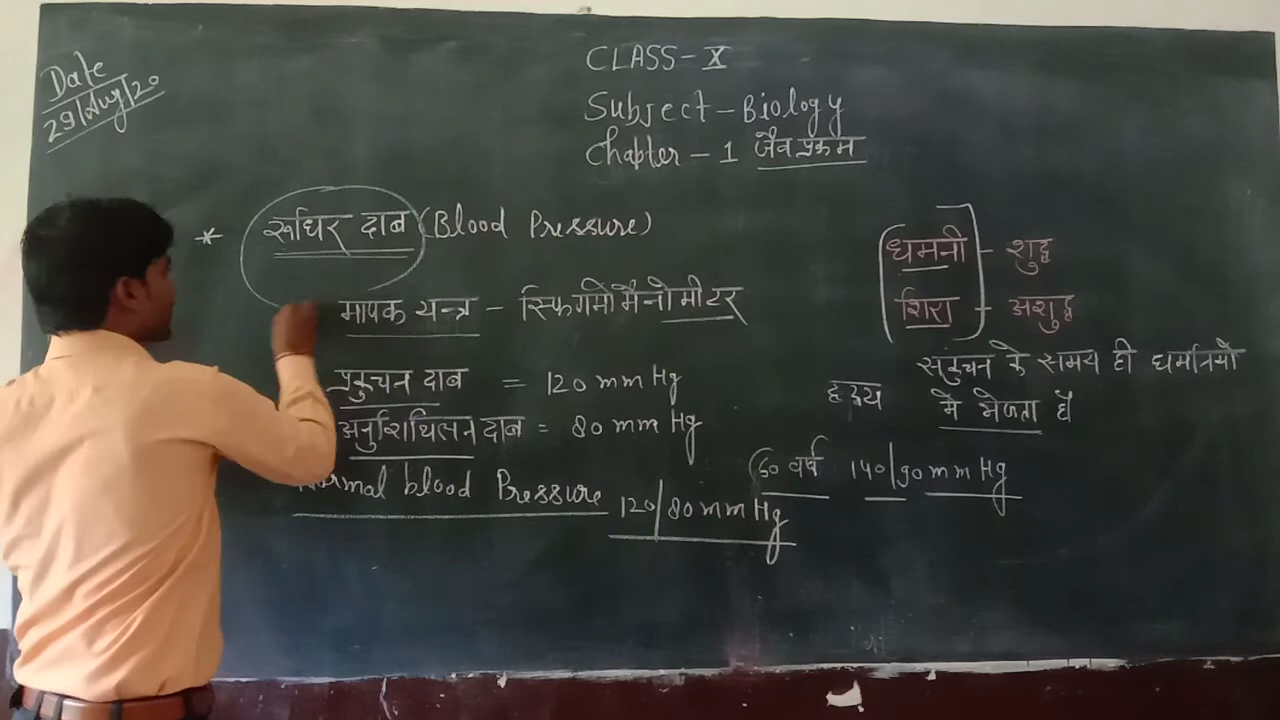 Date
29/Aug/20
CLASS-X
Subject-Biology
Chapter-1 जैव प्रक्रम
* रूधिर दाब (Blood Pressure)
मापक यन्त्र - स्फिगमोमैनोमीटर
प्रकुचन दाब = 120 mm Hg
अनुशिथिलन दाब = 80 mm Hg
Normal blood Pressure 120/80 mm Hg
धमनी - शुद्ध
शिरा - अशुद्ध
हृदय संकुचन के समय ही धमनियो
मे भेजता है
60 वर्ष 140/90 mm Hg